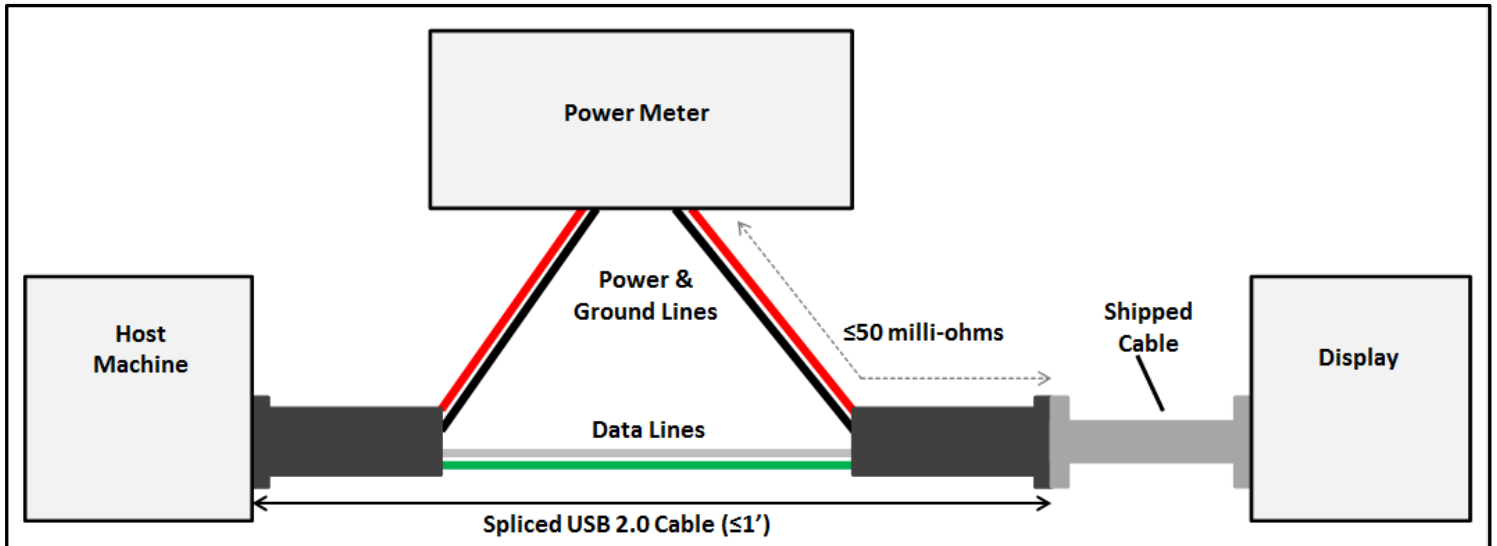 Power Meter
Host
Machine
Power &
Ground Lines
≤50 milli-ohms
Shipped
Cable
Display
Data Lines
Spliced USB 2.0 Cable (≤1’)